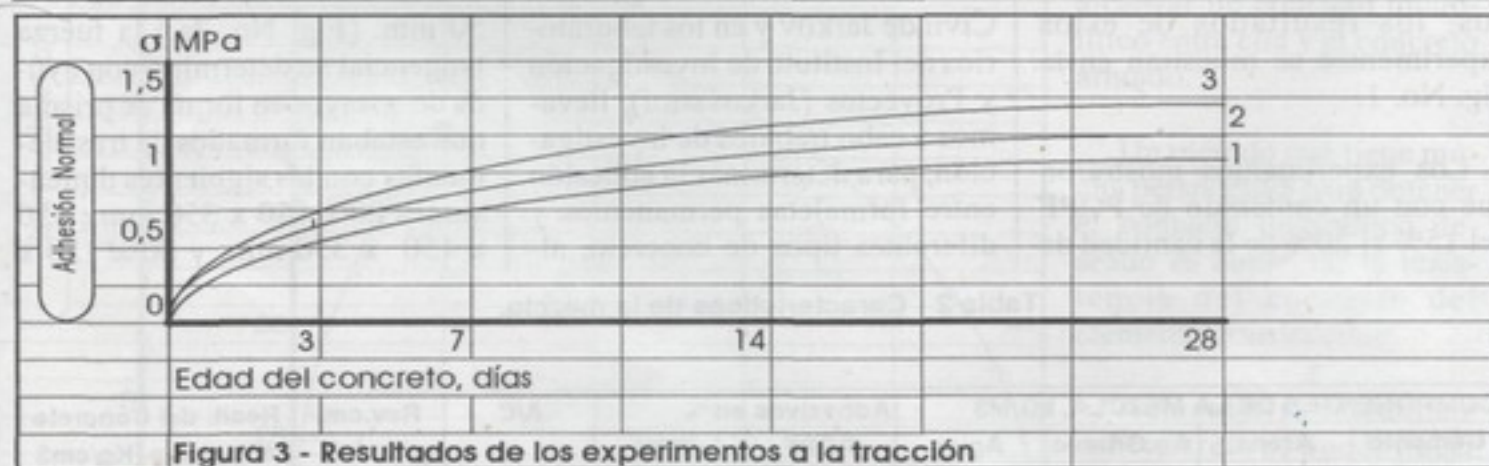 σ MPa
1,5
1
0,5
0
Adhesión Normal
3
2
1
3 7 14 28
Edad del concreto, días
Figura 3 - Resultados de los experimentos a la tracción